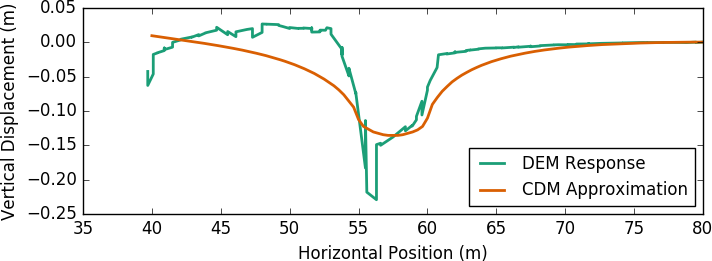 Vertical Displacement (m)
0.05
0.00
−0.05
−0.10
−0.15
−0.20
−0.25
DEM Response
CDM Approximation
35 40 45 50 55 60 65 70 75 80
Horizontal Position (m)